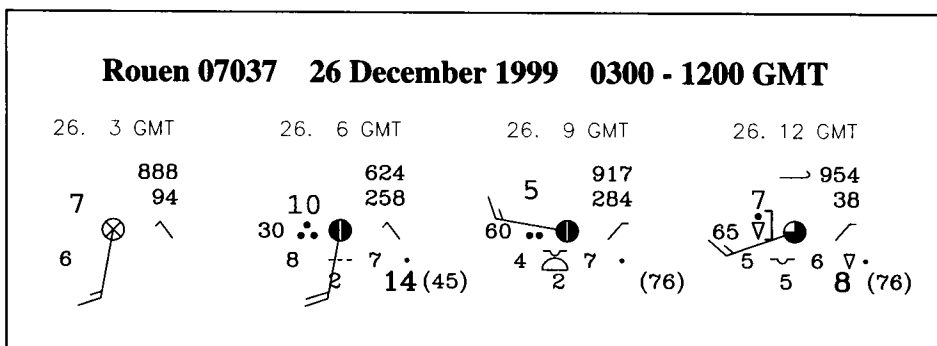 Rouen 07037 26 December 1999 0300 - 1200 GMT
26. 3 GMT 26. 6 GMT 26. 9 GMT 26. 12 GMT
888 624 917 954
7 94 10 258 5 284 7 38
30 60 65
6 8 7 4 7 5 6
2 14 (45) 2 (76) 5 8 (76)